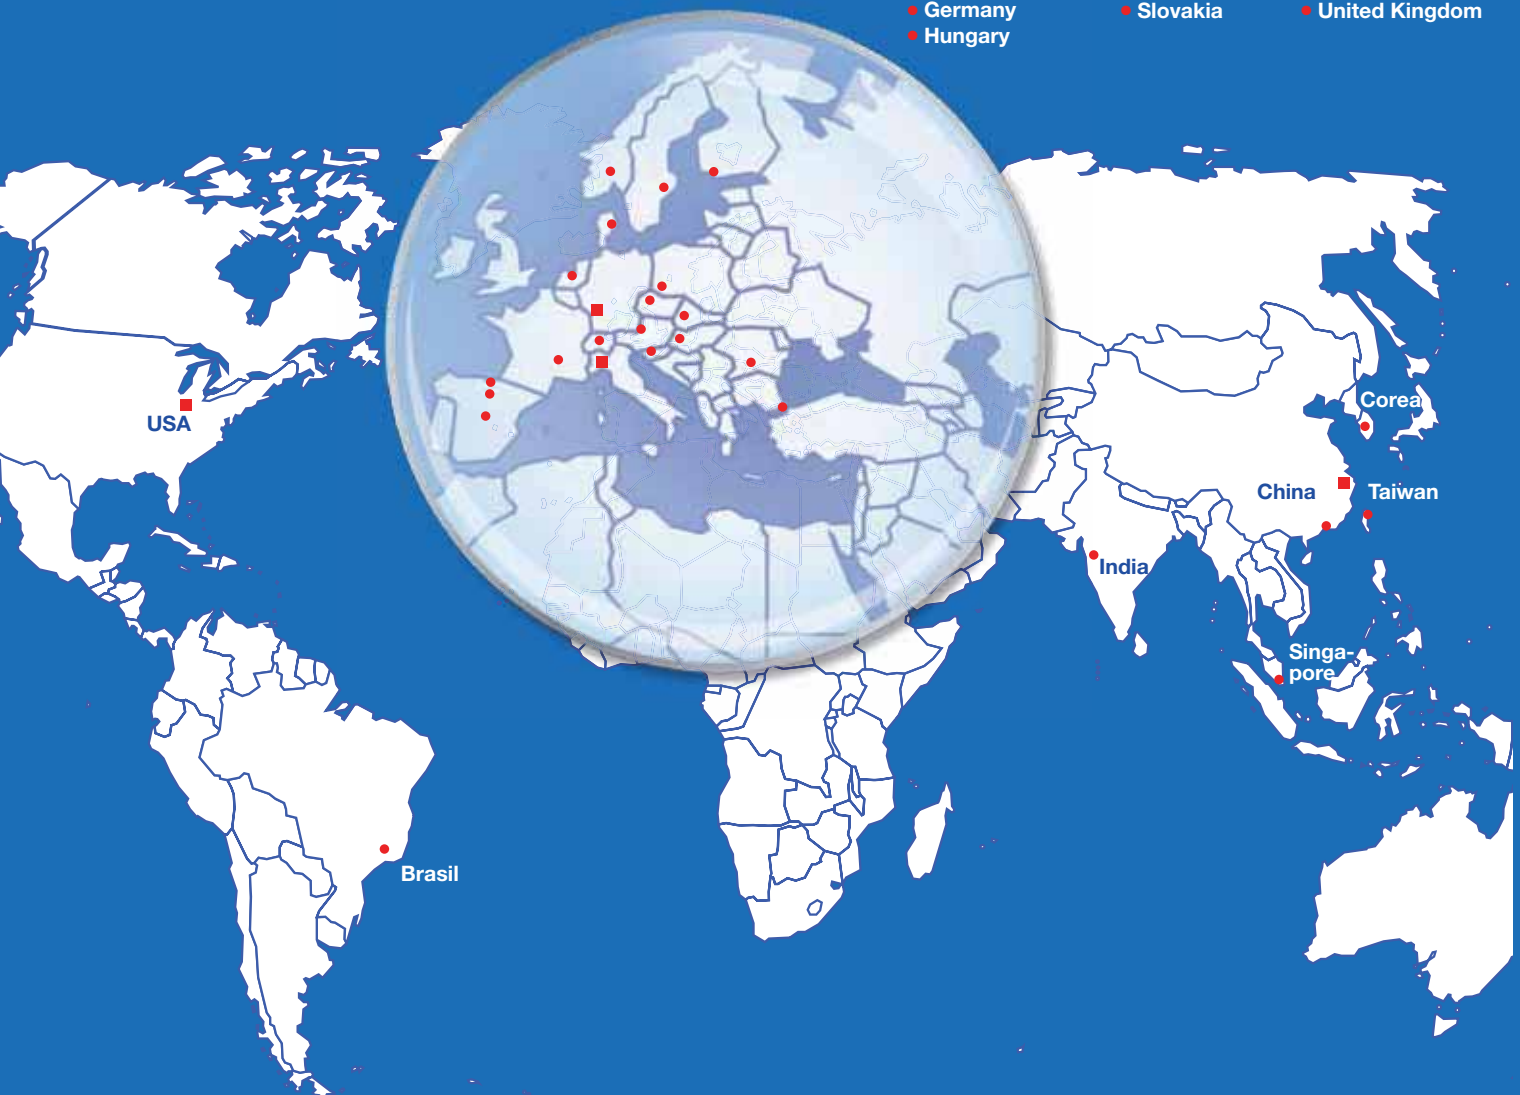 Germany
Slovakia
United Kingdom
Hungary
USA
Corea
China
Taiwan
India
Singa-
pore
Brasil